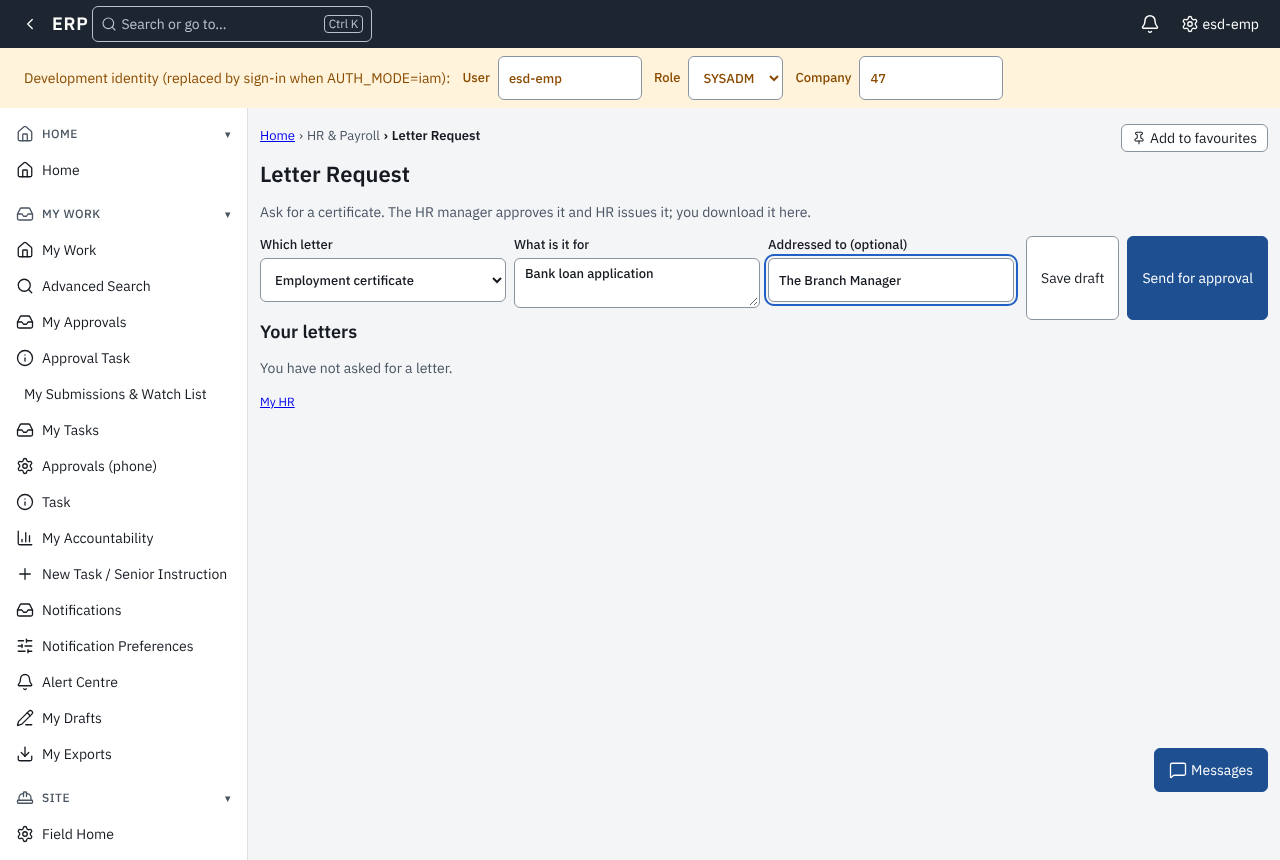 ERP
Search or go to...
Ctrl K
esd-emp
Development identity (replaced by sign-in when AUTH_MODE=iam): User esd-emp Role SYSADM Company 47
HOME
Home
MY WORK
My Work
Advanced Search
My Approvals
Approval Task
My Submissions & Watch List
My Tasks
Approvals (phone)
Task
My Accountability
New Task / Senior Instruction
Notifications
Notification Preferences
Alert Centre
My Drafts
My Exports
SITE
Field Home
Home › HR & Payroll › Letter Request
Add to favourites
Letter Request
Ask for a certificate. The HR manager approves it and HR issues it; you download it here.
Which letter
Employment certificate
What is it for
Bank loan application
Addressed to (optional)
The Branch Manager
Save draft
Send for approval
Your letters
You have not asked for a letter.
My HR
Messages